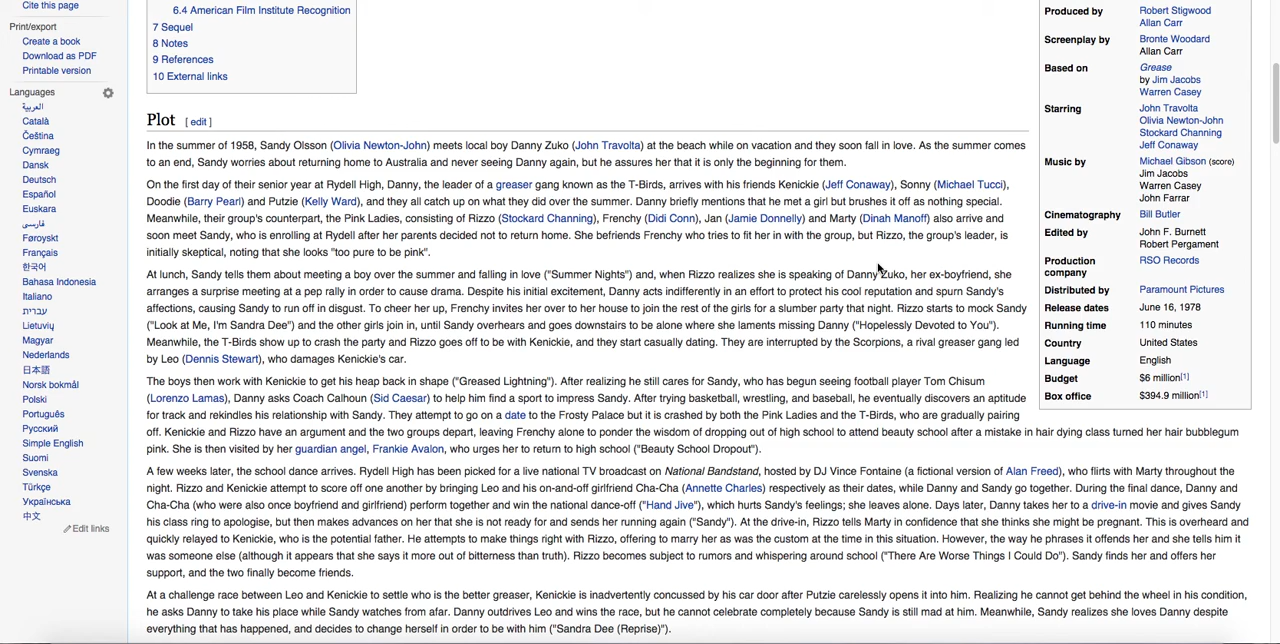 Cite this page
Print/export
Create a book
Download as PDF
Printable version
Languages
العربية
Català
Čeština
Cymraeg
Dansk
Deutsch
Español
Euskara
فارسی
Føroyskt
Français
한국어
Bahasa Indonesia
Italiano
עברית
Lietuvių
Magyar
Nederlands
日本語
Norsk bokmål
Polski
Português
Русский
Simple English
Suomi
Svenska
Türkçe
Українська
中文
Edit links
6.4 American Film Institute Recognition
7 Sequel
8 Notes
9 References
10 External links
Plot [ edit ]
In the summer of 1958, Sandy Olsson (Olivia Newton-John) meets local boy Danny Zuko (John Travolta) at the beach while on vacation and they soon fall in love. As the summer comes
to an end, Sandy worries about returning home to Australia and never seeing Danny again, but he assures her that it is only the beginning for them.
On the first day of their senior year at Rydell High, Danny, the leader of a greaser gang known as the T-Birds, arrives with his friends Kenickie (Jeff Conaway), Sonny (Michael Tucci),
Doodie (Barry Pearl) and Putzie (Kelly Ward), and they all catch up on what they did over the summer. Danny briefly mentions that he met a girl but brushes it off as nothing special.
Meanwhile, their group's counterpart, the Pink Ladies, consisting of Rizzo (Stockard Channing), Frenchy (Didi Conn), Jan (Jamie Donnelly) and Marty (Dinah Manoff) also arrive and
soon meet Sandy, who is enrolling at Rydell after her parents decided not to return home. She befriends Frenchy who tries to fit her in with the group, but Rizzo, the group's leader, is
initially skeptical, noting that she looks "too pure to be pink".
At lunch, Sandy tells them about meeting a boy over the summer and falling in love ("Summer Nights") and, when Rizzo realizes she is speaking of Danny Zuko, her ex-boyfriend, she
arranges a surprise meeting at a pep rally in order to cause drama. Despite his initial excitement, Danny acts indifferently in an effort to protect his cool reputation and spurn Sandy's
affections, causing Sandy to run off in disgust. To cheer her up, Frenchy invites her over to her house to join the rest of the girls for a slumber party that night. Rizzo starts to mock Sandy
("Look at Me, I'm Sandra Dee") and the other girls join in, until Sandy overhears and goes downstairs to be alone where she laments missing Danny ("Hopelessly Devoted to You").
Meanwhile, the T-Birds show up to crash the party and Rizzo goes off to be with Kenickie, and they start casually dating. They are interrupted by the Scorpions, a rival greaser gang led
by Leo (Dennis Stewart), who damages Kenickie's car.
The boys then work with Kenickie to get his heap back in shape ("Greased Lightning"). After realizing he still cares for Sandy, who has begun seeing football player Tom Chisum
(Lorenzo Lamas), Danny asks Coach Calhoun (Sid Caesar) to help him find a sport to impress Sandy. After trying basketball, wrestling, and baseball, he eventually discovers an aptitude
for track and rekindles his relationship with Sandy. They attempt to go on a date to the Frosty Palace but it is crashed by both the Pink Ladies and the T-Birds, who are gradually pairing
off. Kenickie and Rizzo have an argument and the two groups depart, leaving Frenchy alone to ponder the wisdom of dropping out of high school to attend beauty school after a mistake in hair dying class turned her hair bubblegum
pink. She is then visited by her guardian angel, Frankie Avalon, who urges her to return to high school ("Beauty School Dropout").
A few weeks later, the school dance arrives. Rydell High has been picked for a live national TV broadcast on National Bandstand, hosted by DJ Vince Fontaine (a fictional version of Alan Freed), who flirts with Marty throughout the
night. Rizzo and Kenickie attempt to score off one another by bringing Leo and his on-and-off girlfriend Cha-Cha (Annette Charles) respectively as their dates, while Danny and Sandy go together. During the final dance, Danny and
Cha-Cha (who were also once boyfriend and girlfriend) perform together and win the national dance-off ("Hand Jive"), which hurts Sandy's feelings; she leaves alone. Days later, Danny takes her to a drive-in movie and gives Sandy
his class ring to apologise, but then makes advances on her that she is not ready for and sends her running again ("Sandy"). At the drive-in, Rizzo tells Marty in confidence that she thinks she might be pregnant. This is overheard and
quickly relayed to Kenickie, who is the potential father. He attempts to make things right with Rizzo, offering to marry her as was the custom at the time in this situation. However, the way he phrases it offends her and she tells him it
was someone else (although it appears that she says it more out of bitterness than truth). Rizzo becomes subject to rumors and whispering around school ("There Are Worse Things I Could Do"). Sandy finds her and offers her
support, and the two finally become friends.
At a challenge race between Leo and Kenickie to settle who is the better greaser, Kenickie is inadvertently concussed by his car door after Putzie carelessly opens it into him. Realizing he cannot get behind the wheel in his condition,
he asks Danny to take his place while Sandy watches from afar. Danny outdrives Leo and wins the race, but he cannot celebrate completely because Sandy is still mad at him. Meanwhile, Sandy realizes she loves Danny despite
everything that has happened, and decides to change herself in order to be with him ("Sandra Dee (Reprise)").
Produced by Robert Stigwood
Allan Carr
Screenplay by Bronte Woodard
Allan Carr
Based on Grease
by Jim Jacobs
Warren Casey
Starring John Travolta
Olivia Newton-John
Stockard Channing
Jeff Conaway
Music by Michael Gibson (score)
Jim Jacobs
Warren Casey
John Farrar
Cinematography Bill Butler
Edited by John F. Burnett
Robert Pergament
Production company RSO Records
Distributed by Paramount Pictures
Release dates June 16, 1978
Running time 110 minutes
Country United States
Language English
Budget $6 million[1]
Box office $394.9 million[1]